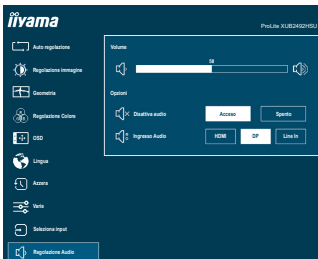 iiyama
ProLite XUB2492HSU
Auto regolazione
Regolazione immagine
Geometria
Regolazione Colore
OSD
Lingua
Azzera
Varie
Seleziona input
Regolazione Audio
Volume
50
Opzioni
Disattiva audio
Acceso
Spento
Ingresso Audio
HDMI
DP
Line In